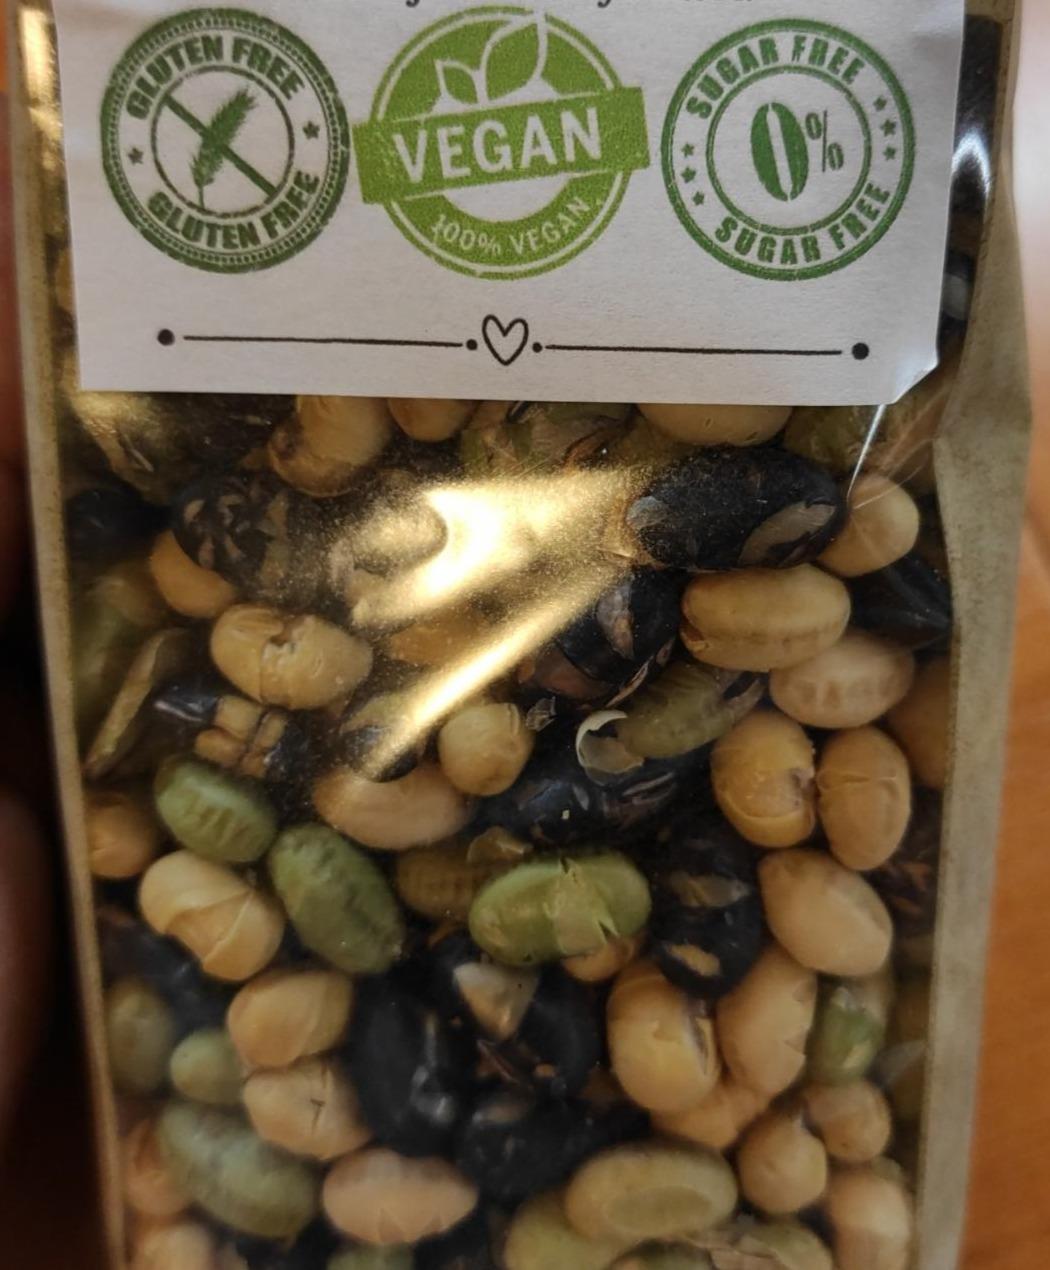 GLUTEN FREE
GLUTEN FREE
VEGAN
100% VEGAN
SUGAR FREE
0%
SUGAR FREE